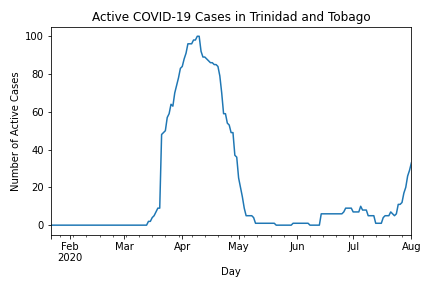 Active COVID-19 Cases in Trinidad and Tobago
Number of Active Cases
100
80
60
40
20
0
Feb Mar Apr May Jun Jul Aug
2020
Day